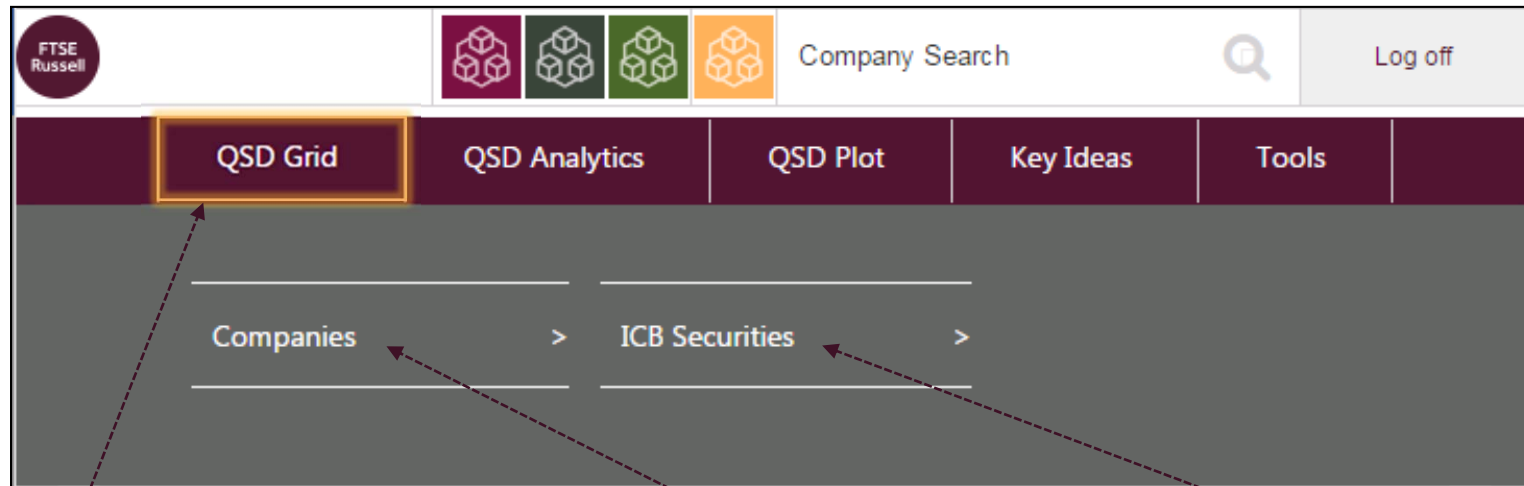 FTSE
Russell
Company Search
Log off
QSD Grid QSD Analytics QSD Plot Key Ideas Tools
Companies > ICB Securities >